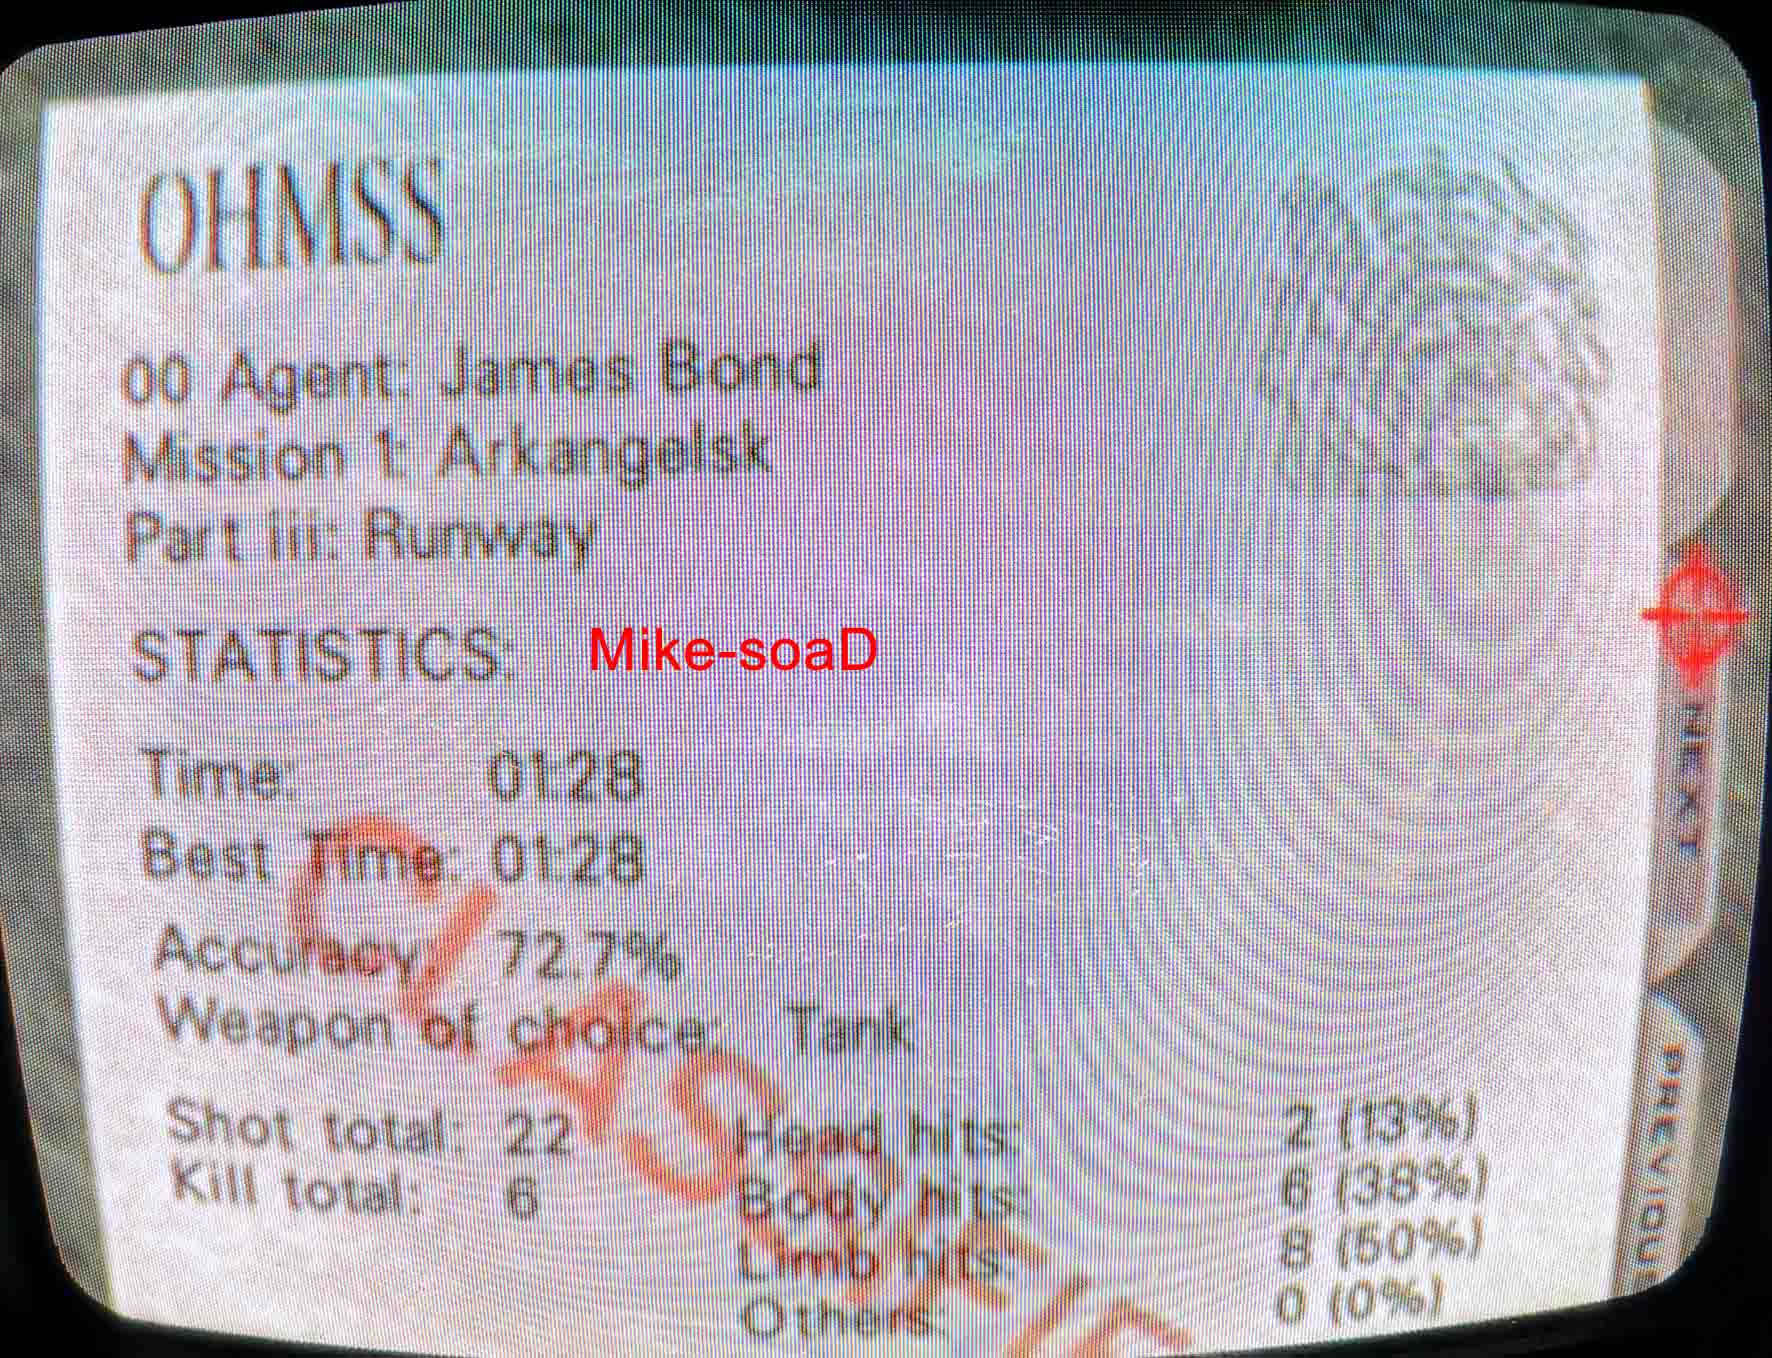 OHMSS
00 Agent: James Bond
Mission 1: Arkangelsk
Part iii: Runway
STATISTICS:
Mike-soaD
Time: 01:28
Best Time: 01:28
Accuracy: 72.7%
Weapon of choice: Tank
Shot total: 22
Kill total: 6
Head hits: 2 (13%)
Body hits: 6 (38%)
Limb hits: 8 (50%)
Others: 0 (0%)
NEXT
PREVIOUS